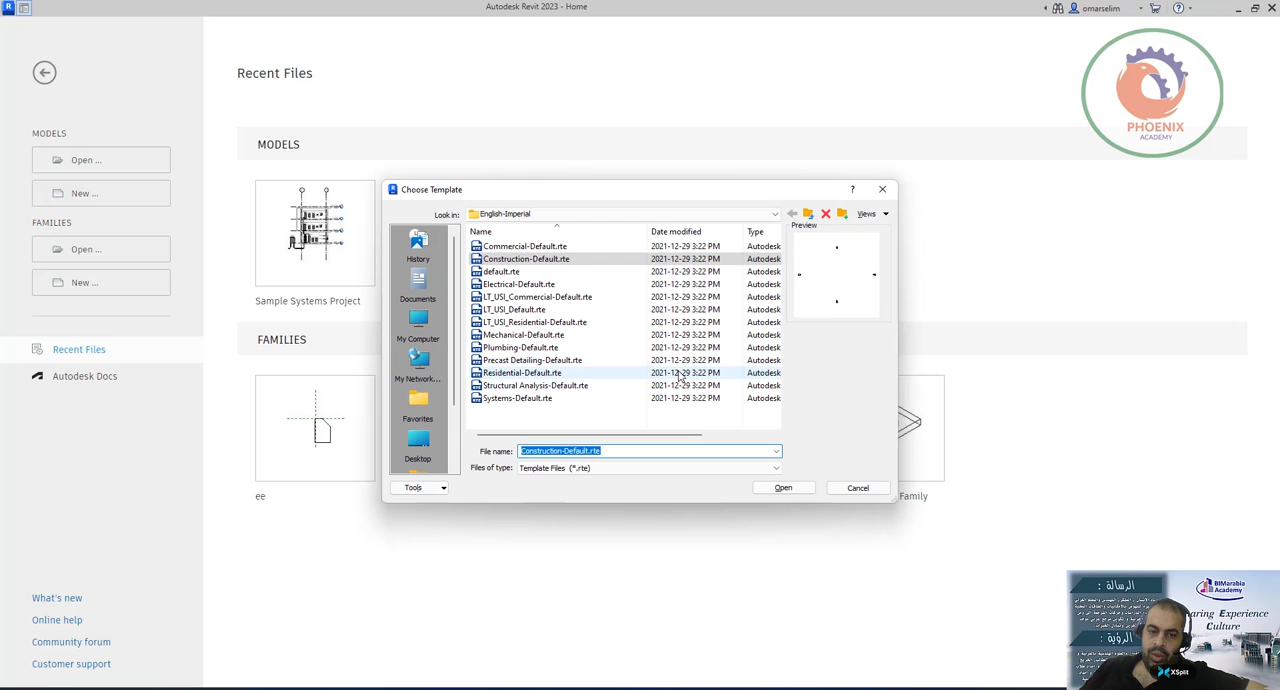 Autodesk Revit 2023 - Home
omarselim
Recent Files
PHOENIX
ACADEMY
MODELS
Open ...
New ...
FAMILIES
Open ...
New ...
Recent Files
Autodesk Docs
What's new
Online help
Community forum
Customer support
MODELS
Sample Systems Project
FAMILIES
ee
Family
Choose Template
Look in:
English-Imperial
Views
Preview
Name
Date modified
Type
Commercial-Default.rte 2021-12-29 3:22 PM Autodesk
Construction-Default.rte 2021-12-29 3:22 PM Autodesk
default.rte 2021-12-29 3:22 PM Autodesk
Electrical-Default.rte 2021-12-29 3:22 PM Autodesk
LT_USI_Commercial-Default.rte 2021-12-29 3:22 PM Autodesk
LT_USI_Default.rte 2021-12-29 3:22 PM Autodesk
LT_USI_Residential-Default.rte 2021-12-29 3:22 PM Autodesk
Mechanical-Default.rte 2021-12-29 3:22 PM Autodesk
Plumbing-Default.rte 2021-12-29 3:22 PM Autodesk
Precast Detailing-Default.rte 2021-12-29 3:22 PM Autodesk
Residential-Default.rte 2021-12-29 3:22 PM Autodesk
Structural Analysis-Default.rte 2021-12-29 3:22 PM Autodesk
Systems-Default.rte 2021-12-29 3:22 PM Autodesk
History
Documents
My Computer
My Network...
Favorites
Desktop
File name:
Construction-Default.rte
Files of type:
Template Files (*.rte)
Tools
Open
Cancel
الرسالة :
الرؤية :
BIMarabia
Academy
aring Experience
Culture
XSplit